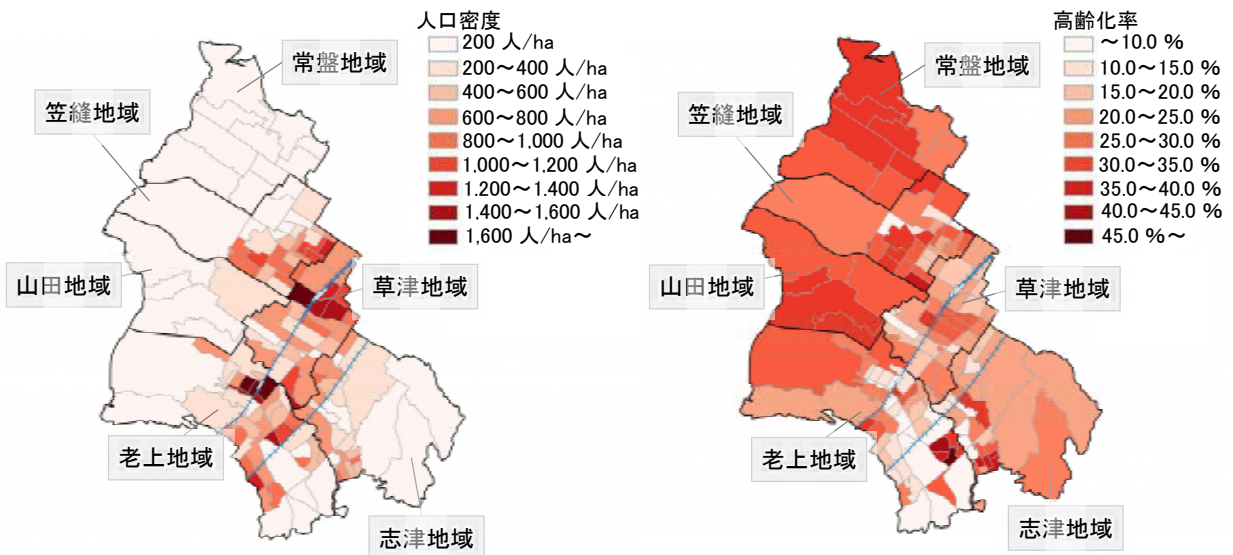 人口密度
200 人/ha
200～400 人/ha
400～600 人/ha
600～800 人/ha
800～1,000 人/ha
1,000～1,200 人/ha
1,200～1,400 人/ha
1,400～1,600 人/ha
1,600 人/ha～
常盤地域
笠縫地域
山田地域
草津地域
老上地域
志津地域
高齢化率
～10.0 %
10.0～15.0 %
15.0～20.0 %
20.0～25.0 %
25.0～30.0 %
30.0～35.0 %
35.0～40.0 %
40.0～45.0 %
45.0 %～
常盤地域
笠縫地域
山田地域
草津地域
老上地域
志津地域